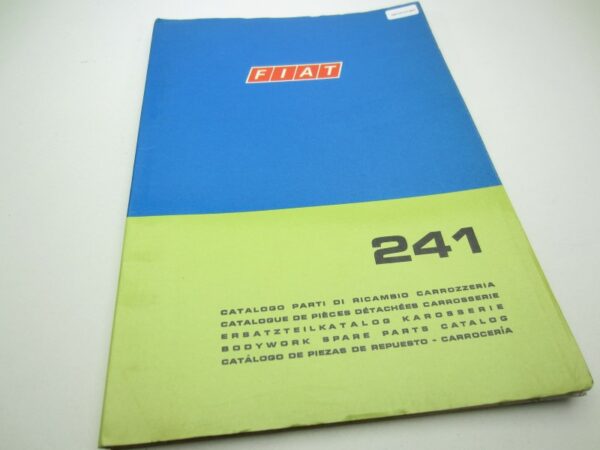 FIAT
241
CATALOGO PARTI DI RICAMBIO CARROZZERIA
CATALOGUE DE PIÈCES DÉTACHÉES CARROSSERIE
ERSATZTEILKATALOG KAROSSERIE
BODYWORK SPARE PARTS CATALOG
CATÁLOGO DE PIEZAS DE REPUESTO - CARROCERÍA